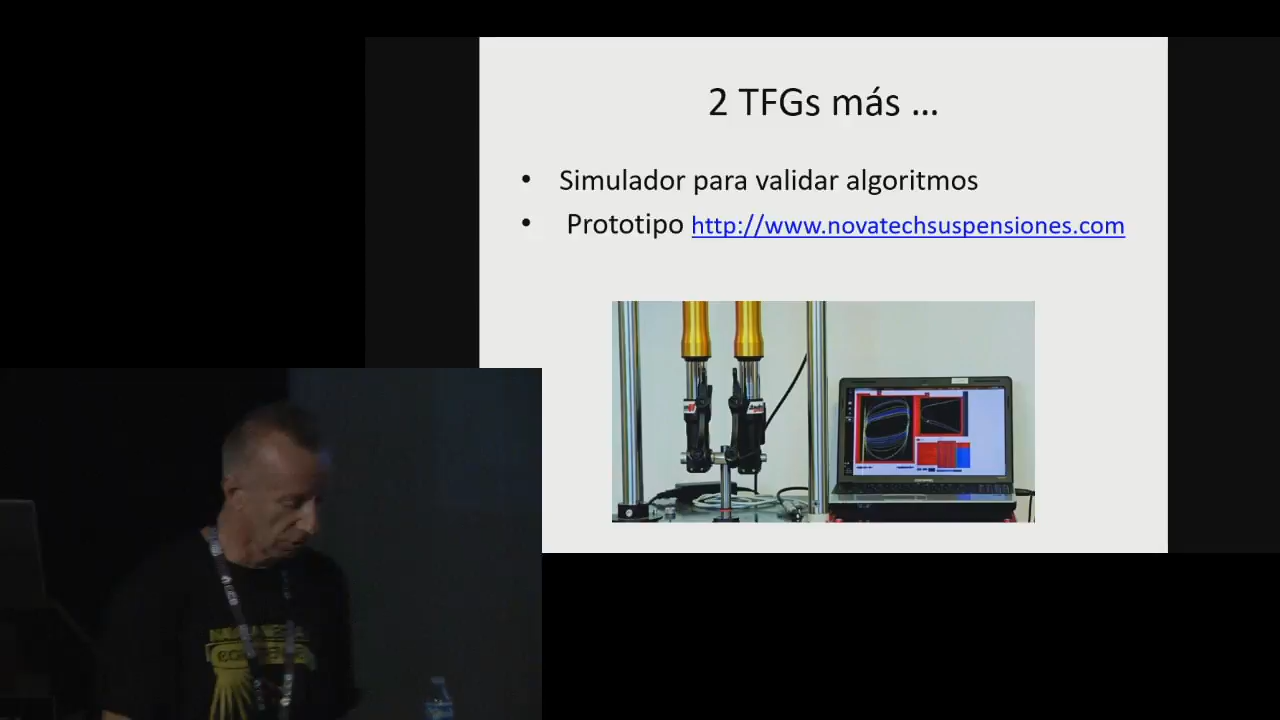 2 TFGs más ...
• Simulador para validar algoritmos
• Prototipo http://www.novatechsuspensiones.com